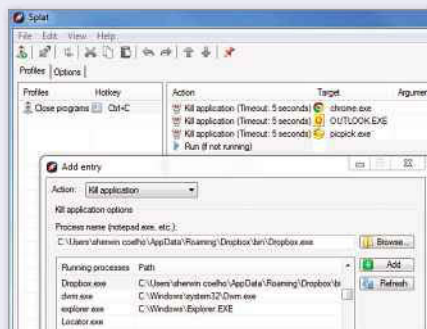 Splat
File Edit View Help
Profiles Options
Profiles Hotkey Action Target Argumen
Close programs Ctrl+C Kill application (Timeout: 5 seconds) chrome.exe
Kill application (Timeout: 5 seconds) OUTLOOK.EXE
Kill application (Timeout: 5 seconds) picpick.exe
Run (if not running)
Add entry
Action: Kill application
Kill application options
Process name (notepad.exe, etc.):
C:\Users\sherwin coelho\AppData\Roaming\Dropbox\bin\Dropbox.exe Browse...
Running processes Path Add
Dropbox.exe C:\Users\sherwin coelho\AppData\Roaming\Dropbox\bi Refresh
dwm.exe C:\Windows\system32\Dwm.exe
explorer.exe C:\Windows\Explorer.EXE
Locator.exe